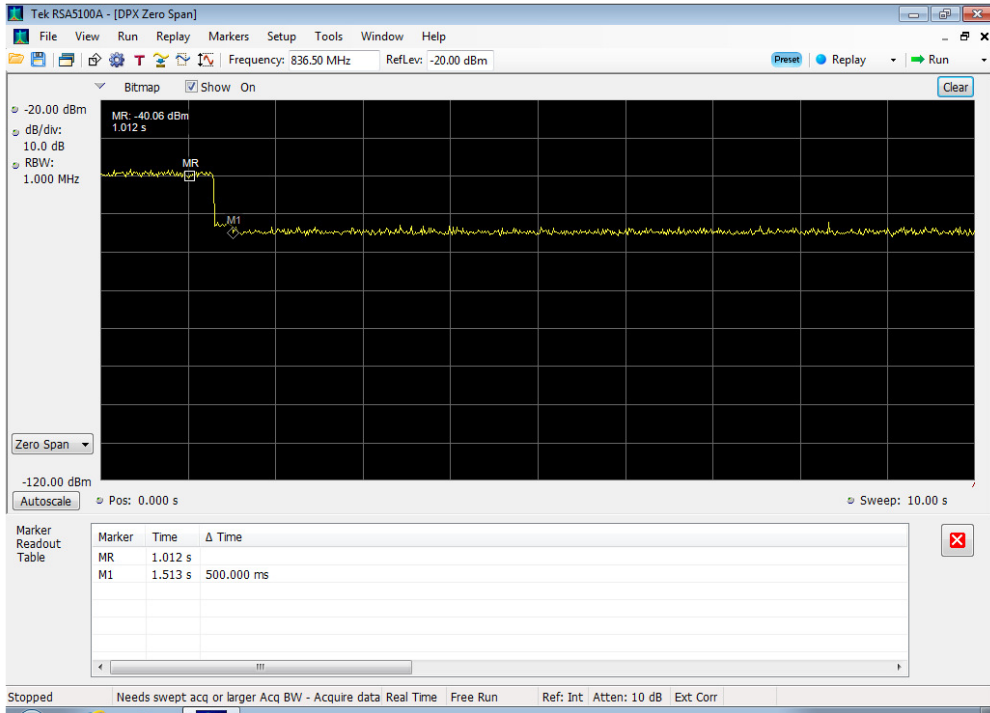 Tek RSA5100A - [DPX Zero Span]
File View Run Replay Markers Setup Tools Window Help
T Frequency: 836.50 MHz RefLev: -20.00 dBm Preset Replay Run
Bitmap Show On Clear
-20.00 dBm
dB/div:
10.0 dB
RBW:
1.000 MHz
MR: -40.06 dBm
1.012 s
MR
M1
Zero Span
-120.00 dBm
Autoscale Pos: 0.000 s Sweep: 10.00 s
Marker
Readout
Table
Marker Time Δ Time
MR 1.012 s
M1 1.513 s 500.000 ms
Stopped Needs swept acq or larger Acq BW - Acquire data Real Time Free Run Ref: Int Atten: 10 dB Ext Corr